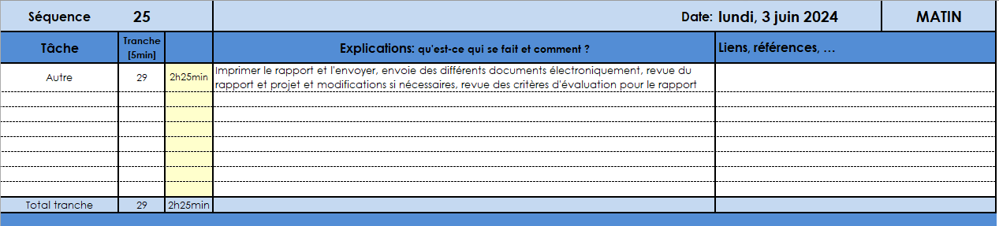 Séquence 25 Date: lundi, 3 juin 2024 MATIN
Tâche Tranche [5min] Explications: qu'est-ce qui se fait et comment ? Liens, références, …
Autre 29 2h25min Imprimer le rapport et l'envoyer, envoie des différents documents électroniquement, revue du
rapport et projet et modifications si nécessaires, revue des critères d'évaluation pour le rapport
Total tranche 29 2h25min